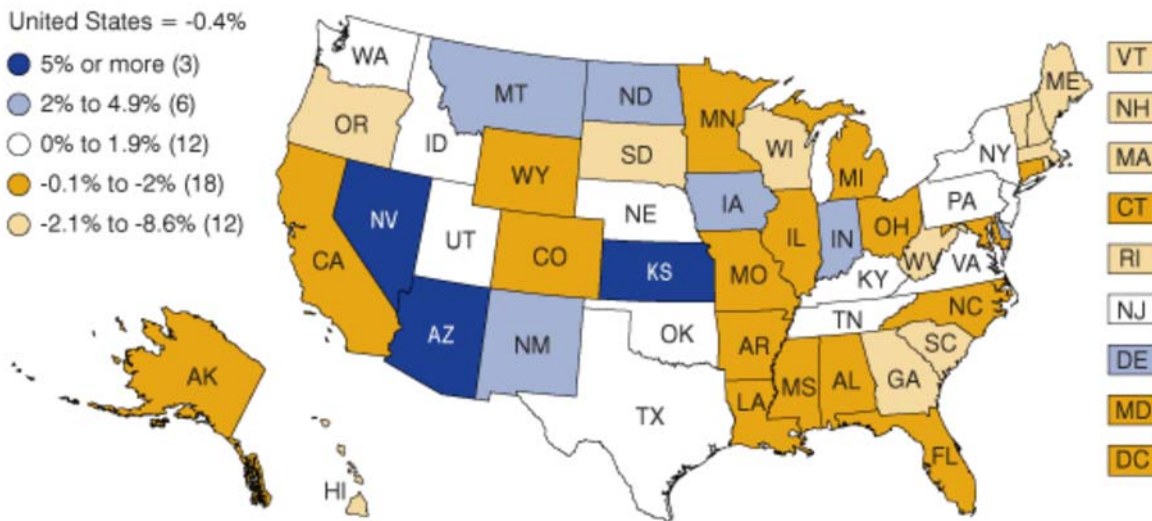 United States = -0.4%
5% or more (3)
2% to 4.9% (6)
0% to 1.9% (12)
-0.1% to -2% (18)
-2.1% to -8.6% (12)
WA
MT
ND
MN
ME
OR
ID
SD
WI
NY
WY
MI
NV
NE
IA
PA
UT
CO
IL
IN
OH
CA
KS
MO
WV
VA
KY
AZ
NM
OK
TN
NC
AR
SC
AK
TX
MS
AL
GA
LA
FL
HI
VT
NH
MA
CT
RI
NJ
DE
MD
DC